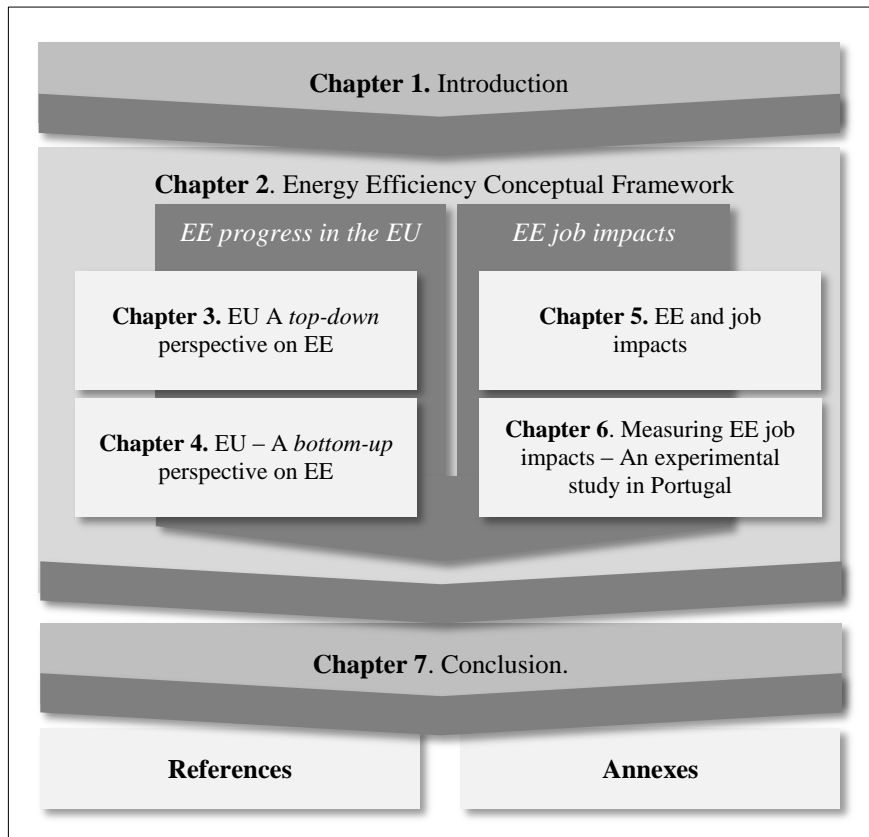 Chapter 1. Introduction
Chapter 2. Energy Efficiency Conceptual Framework
EE progress in the EU
Chapter 3. EU A top-down
perspective on EE
Chapter 4. EU – A bottom-up
perspective on EE
EE job impacts
Chapter 5. EE and job
impacts
Chapter 6. Measuring EE job
impacts – An experimental
study in Portugal
Chapter 7. Conclusion.
References
Annexes